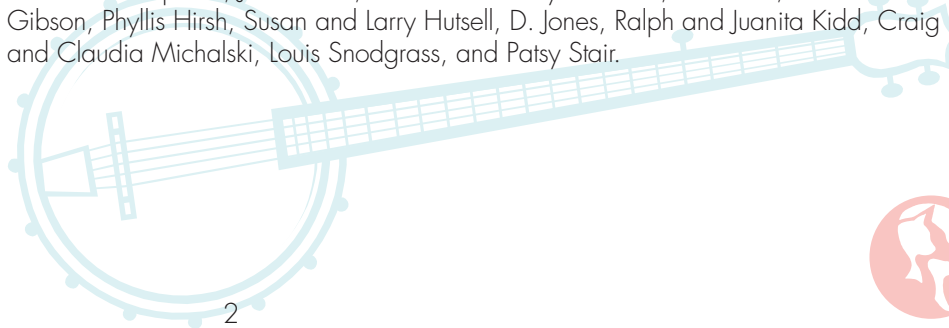 Gibson, Phyllis Hirsh, Susan and Larry Hutsell, D. Jones, Ralph and Juanita Kidd, Craig
and Claudia Michalski, Louis Snodgrass, and Patsy Stair.
2